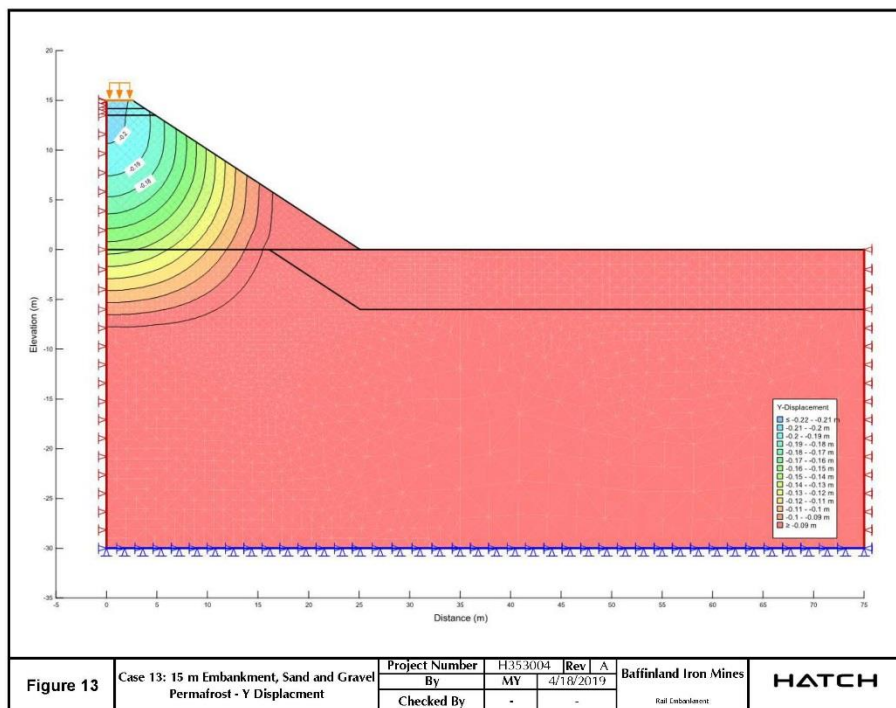 20
15
10
5
0
-5
-10
-15
-20
-25
-30
-35
Elevation (m)
-0.2
-0.19
-0.18
Y-Displacement
≤ -0.22 - -0.21 m
-0.21 - -0.2 m
-0.2 - -0.19 m
-0.19 - -0.18 m
-0.18 - -0.17 m
-0.17 - -0.16 m
-0.16 - -0.15 m
-0.15 - -0.14 m
-0.14 - -0.13 m
-0.13 - -0.12 m
-0.12 - -0.11 m
-0.11 - -0.1 m
-0.1 - -0.09 m
≥ -0.09 m
-5 0 5 10 15 20 25 30 35 40 45 50 55 60 65 70 75
Distance (m)
Figure 13
Case 13: 15 m Embankment, Sand and Gravel
Permafrost - Y Displacment
Project Number H353004 Rev A
By MY 4/18/2019
Checked By - -
Baffinland Iron Mines
Rail Embankment
HATCH